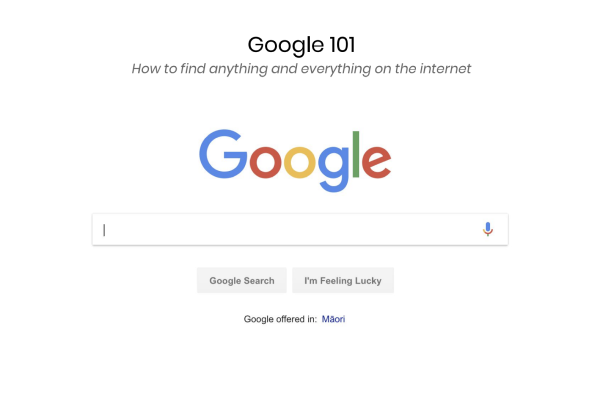 Google 101
How to find anything and everything on the internet
Google
Google Search I'm Feeling Lucky
Google offered in: Māori